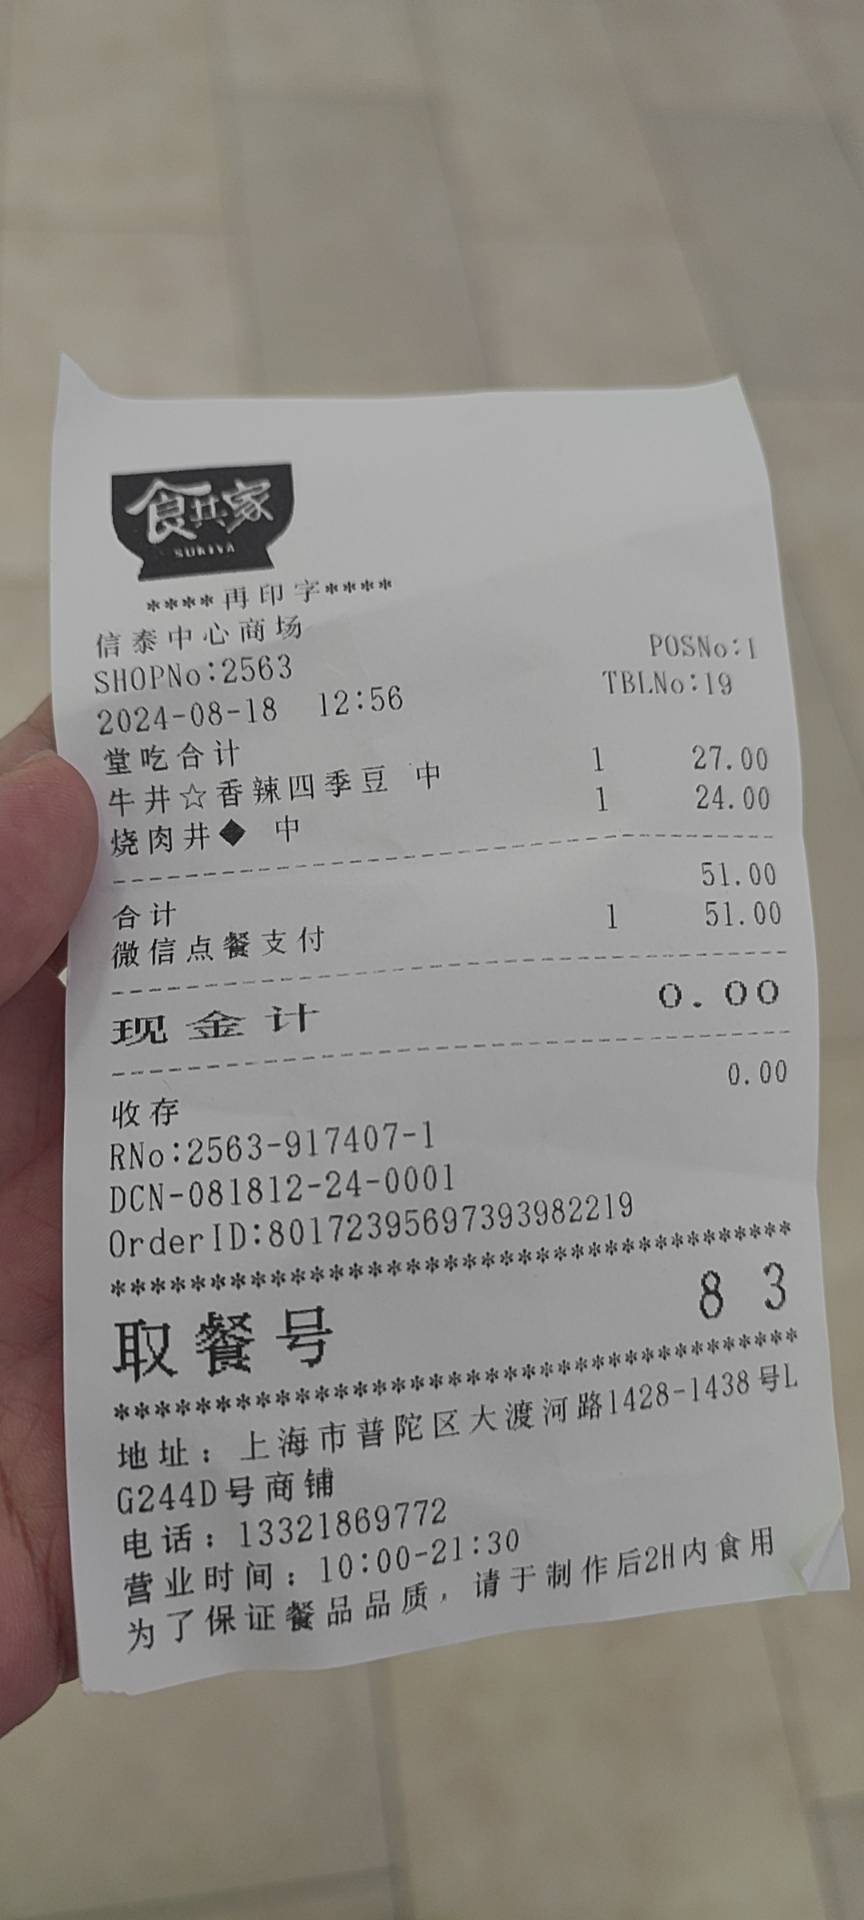 食其家
SUKIYA
****再印字****
信泰中心商场
SHOPNo:2563 POSNo:1
2024-08-18 12:56 TBLNo:19
堂吃合计
牛丼☆香辣四季豆 中 1 27.00
烧肉丼◆ 中 1 24.00
合计 51.00
微信点餐支付 1 51.00
现金计 0.00
收存 0.00
RNo:2563-917407-1
DCN-081812-24-0001
OrderID:801723956973939822​19
************************************
取餐号 83
************************************
地址：上海市普陀区大渡河路1428-1438号L
G244D号商铺
电话：13321869772
营业时间：10:00-21:30
为了保证餐品品质，请于制作后2H内食用